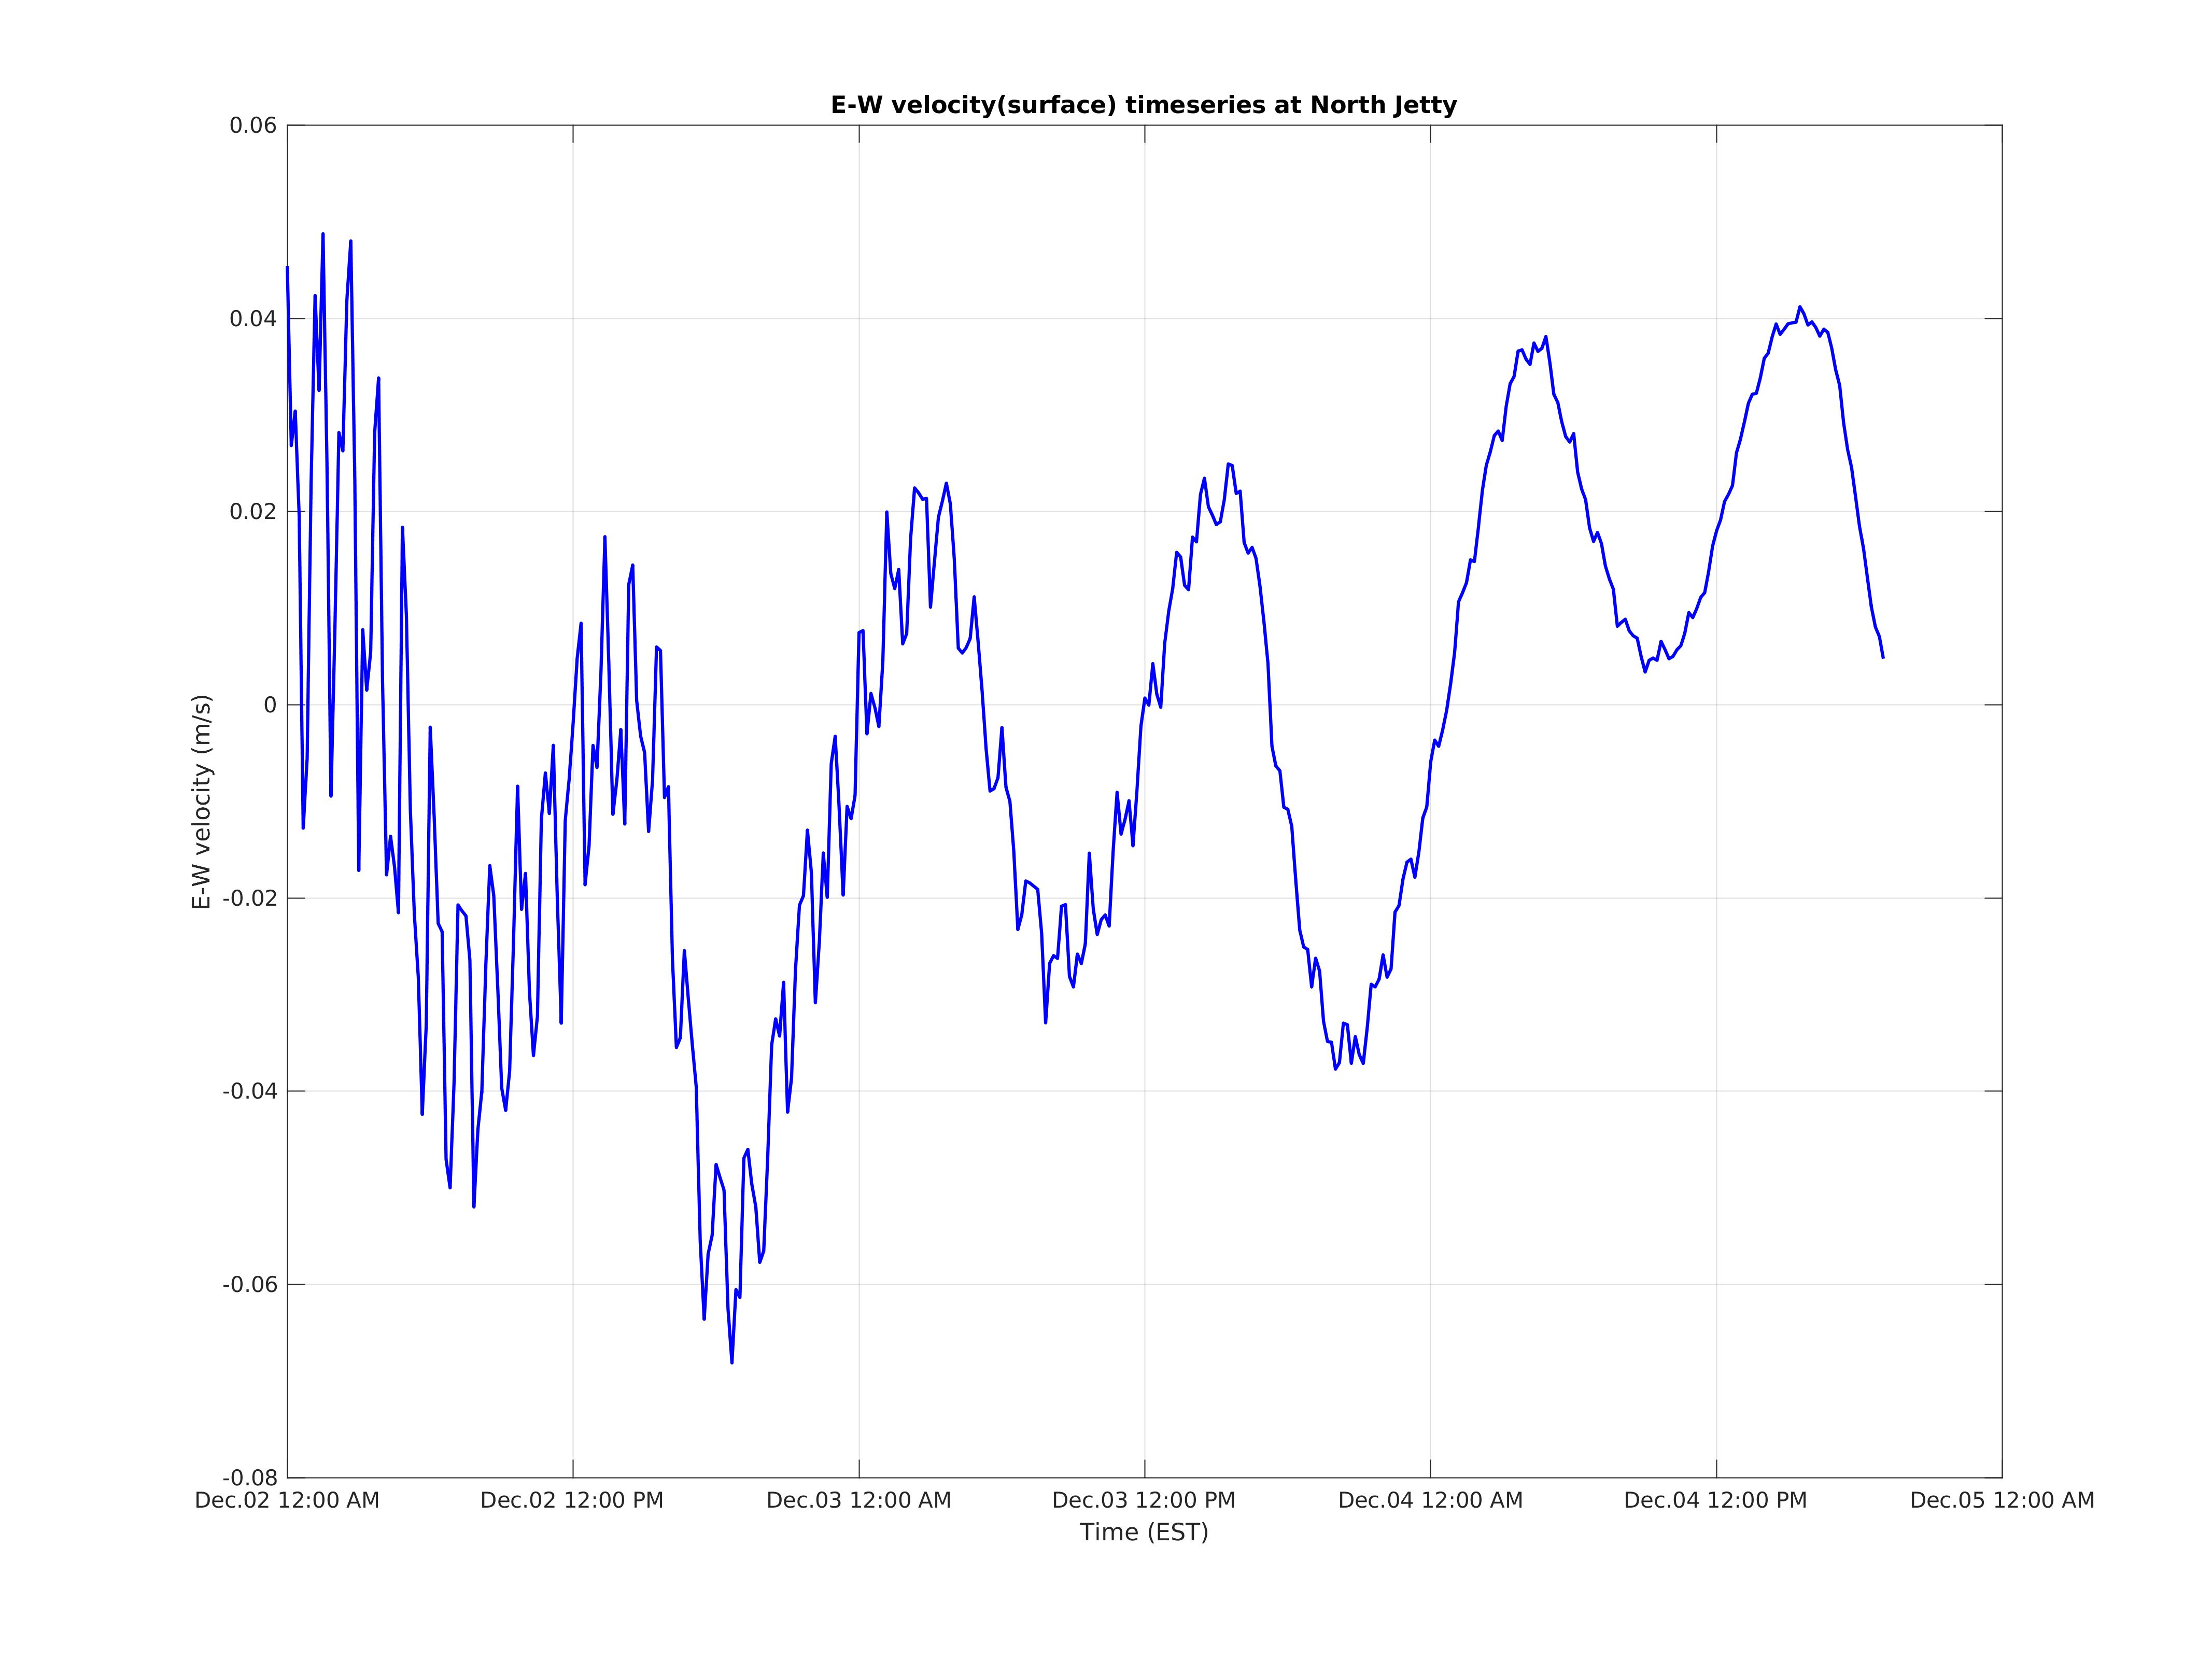 E-W velocity(surface) timeseries at North Jetty
0.06
0.04
0.02
0
-0.02
-0.04
-0.06
-0.08
E-W velocity (m/s)
Dec.02 12:00 AM Dec.02 12:00 PM Dec.03 12:00 AM Dec.03 12:00 PM Dec.04 12:00 AM Dec.04 12:00 PM Dec.05 12:00 AM
Time (EST)